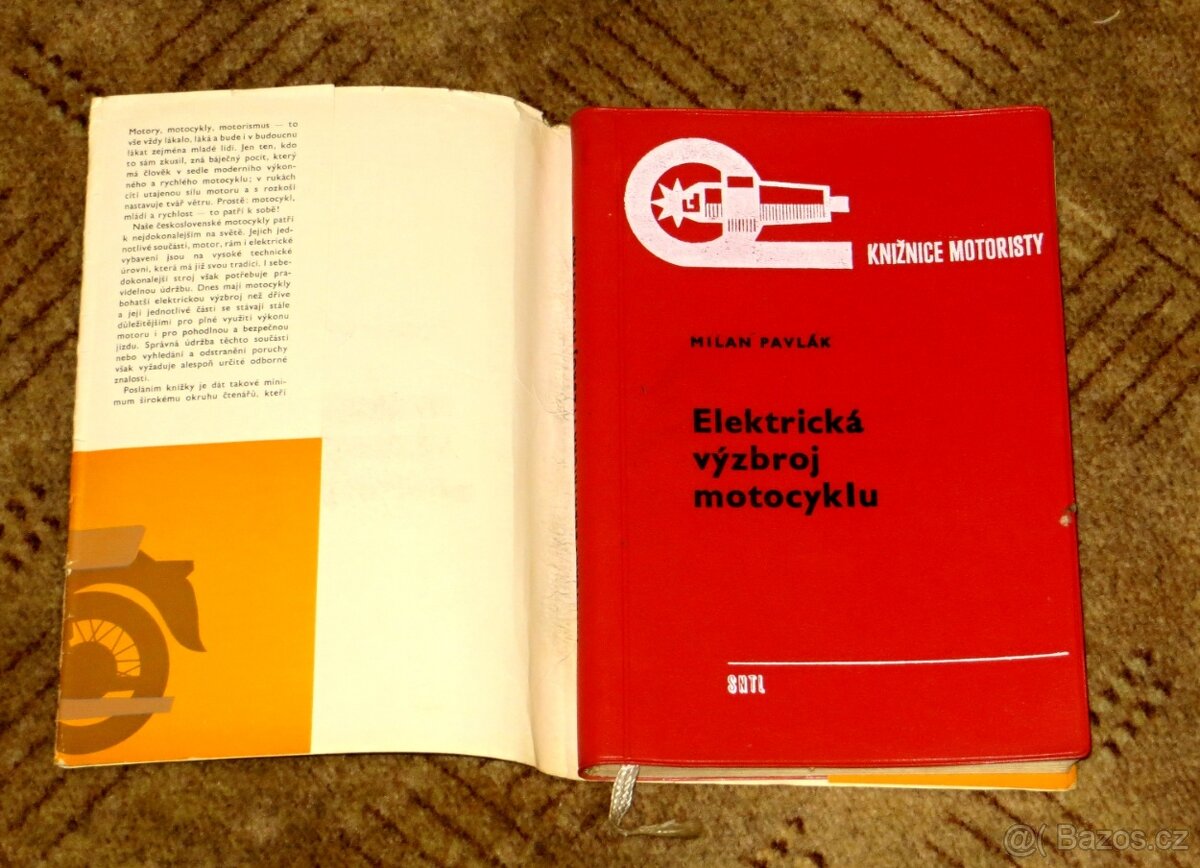 Motory, motocykly, motorismus — to
vše vždy lákalo, láká a bude i v budoucnu
lákat zejména mladé lidi. Jen ten, kdo
to sám zkusil, zná báječný pocit, který
má člověk v sedle moderního výkon-
ného a rychlého motocyklu; v rukách
cítí utajenou sílu motoru a s rozkoší
nastavuje tvář větru. Prostě: motocykl,
mládí a rychlost — to patří k sobě!
Naše československé motocykly patří
k nejdokonalejším na světě. Jejich jed-
notlivé součásti, motor, rám i elektrické
vybavení jsou na vysoké technické
úrovni, která má již svou tradici. I sebe-
dokonalejší stroj však potřebuje pra-
videlnou údržbu. Dnes mají motocykly
bohatší elektrickou výzbroj než dříve
a její jednotlivé části se stávají stále
důležitějšími pro plné využití výkonu
motoru i pro pohodlnou a bezpečnou
jízdu. Správná údržba těchto součástí
nebo vyhledání a odstranění poruchy
však vyžaduje alespoň určité odborné
znalosti.
Posláním knížky je dát takové mini-
mum širokému okruhu čtenářů, kteří
KNIŽNICE MOTORISTY
MILAN PAVLÁK
Elektrická
výzbroj
motocyklu
SNTL
@( Bazos.cz